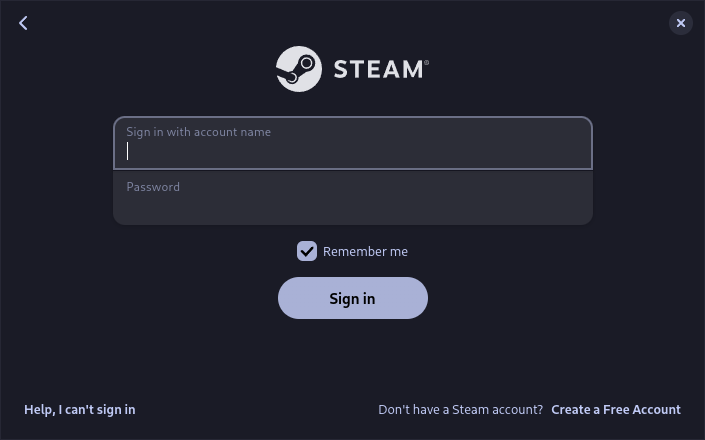 STEAM®
Sign in with account name
Password
Remember me
Sign in
Help, I can't sign in
Don't have a Steam account? Create a Free Account